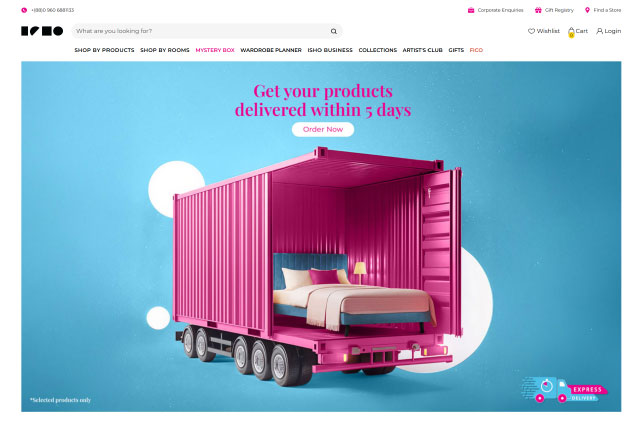 +(880) 960 6881133
Corporate Enquiries
Gift Registry
Find a Store
ISHO
What are you looking for?
Wishlist
Cart
0
Login
SHOP BY PRODUCTS
SHOP BY ROOMS
MYSTERY BOX
WARDROBE PLANNER
ISHO BUSINESS
COLLECTIONS
ARTIST'S CLUB
GIFTS
FICO
Get your products
delivered within 5 days
Order Now
*Selected products only
EXPRESS
DELIVERY